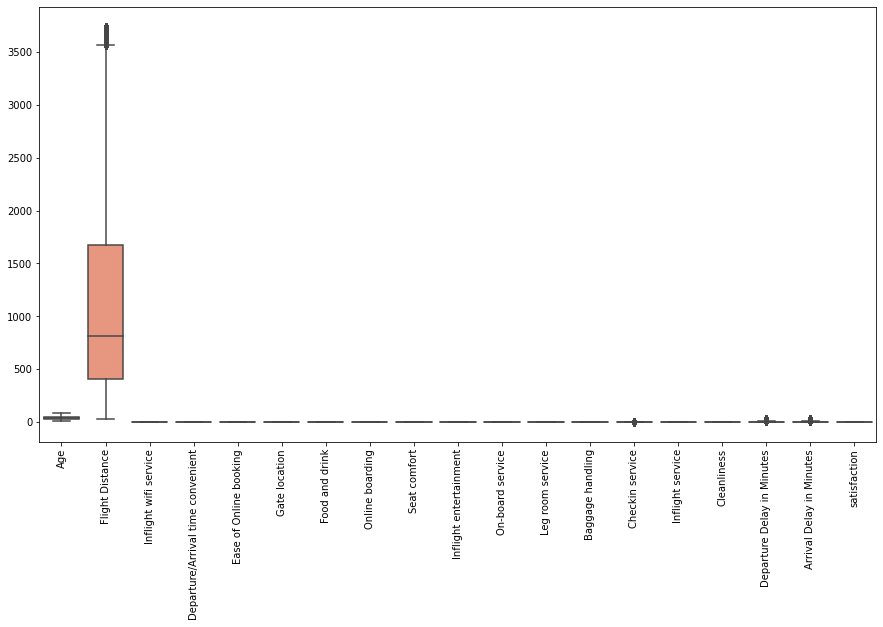 3500
3000
2500
2000
1500
1000
500
0
Age
Flight Distance
Inflight wifi service
Departure/Arrival time convenient
Ease of Online booking
Gate location
Food and drink
Online boarding
Seat comfort
Inflight entertainment
On-board service
Leg room service
Baggage handling
Checkin service
Inflight service
Cleanliness
Departure Delay in Minutes
Arrival Delay in Minutes
satisfaction